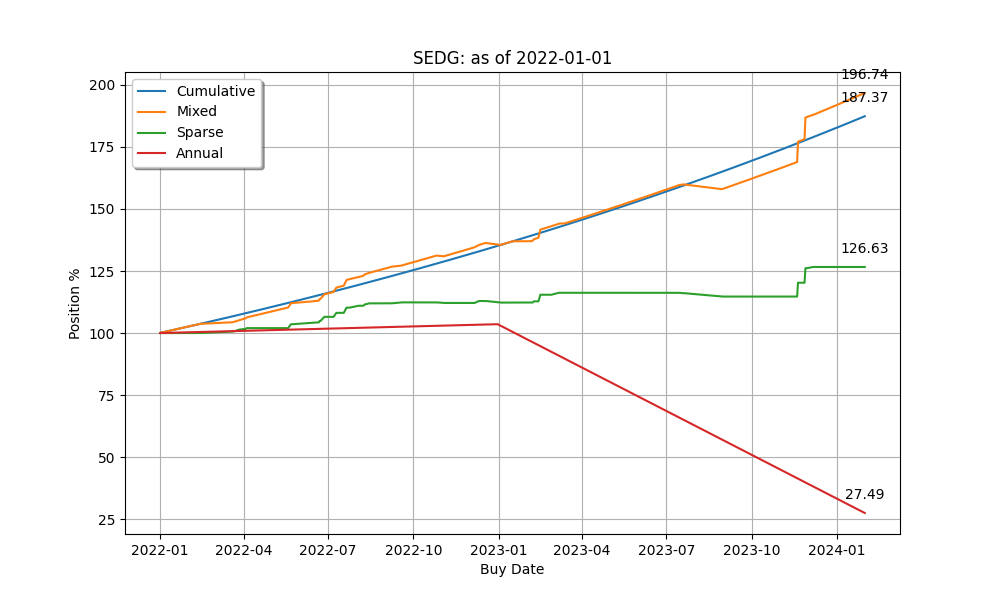 SEDG: as of 2022-01-01
196.74
187.37
126.63
27.49
Cumulative
Mixed
Sparse
Annual
Position %
200
175
150
125
100
75
50
25
2022-01 2022-04 2022-07 2022-10 2023-01 2023-04 2023-07 2023-10 2024-01
Buy Date